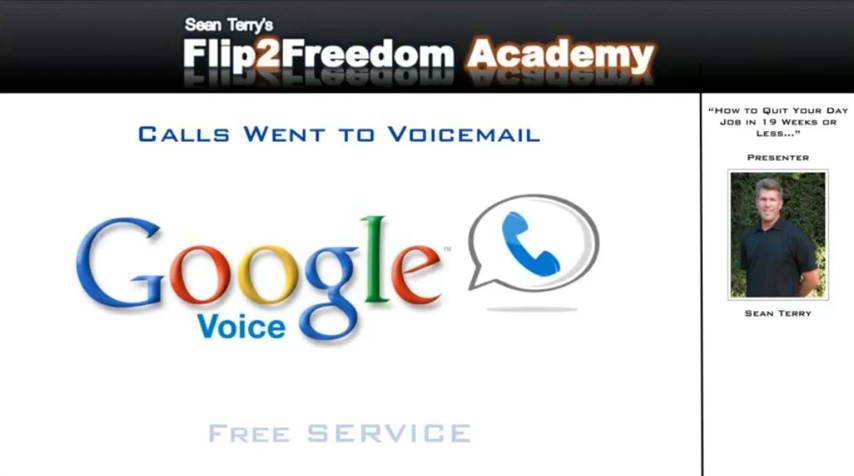 Sean Terry's
Flip2Freedom Academy
Calls Went to Voicemail
Google™
Voice
Free SERVICE
"How to Quit Your Day
Job in 19 Weeks or
Less..."
Presenter
Sean Terry